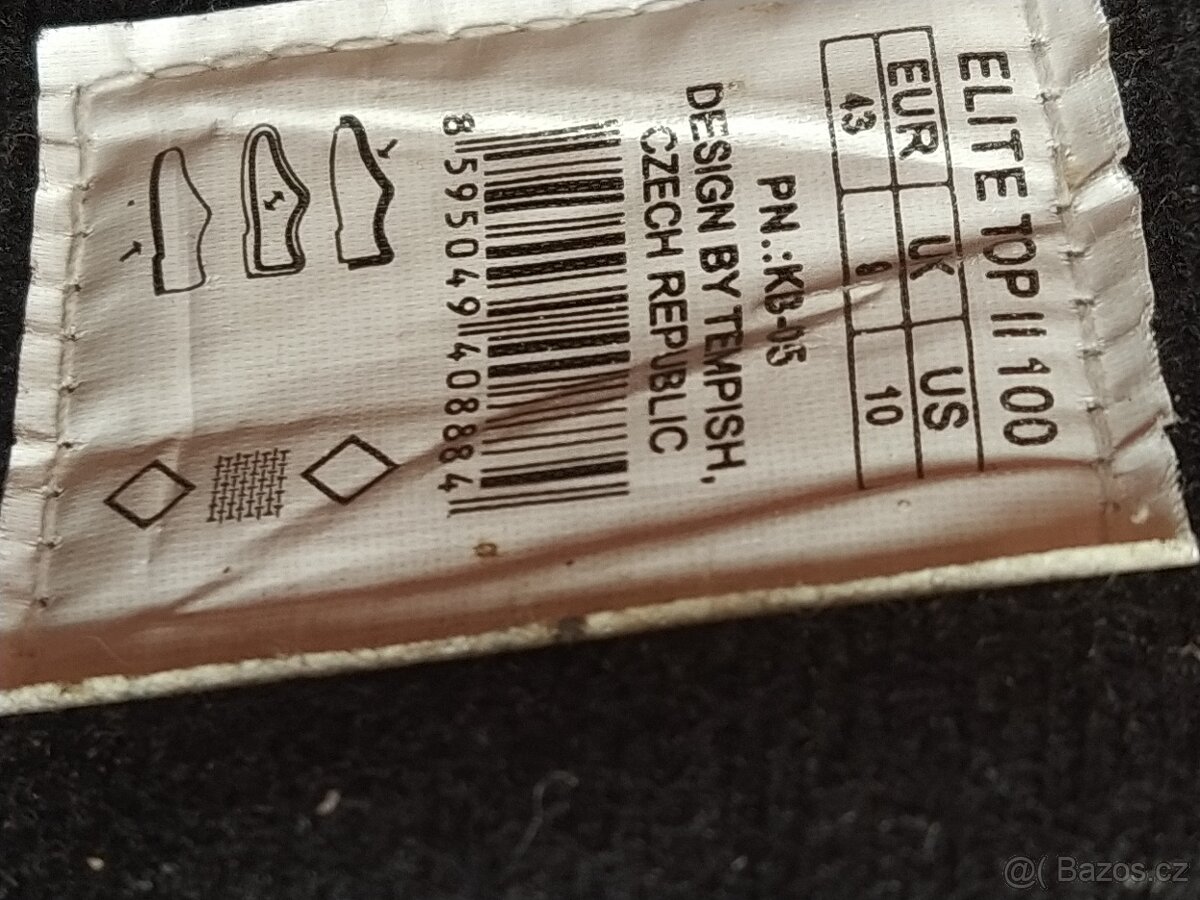 ELITE TOP II 100
EUR UK US
43 10
PN.:KB-05
DESIGN BY TEMPISH,
CZECH REPUBLIC
8 595049 408884
@( Bazos.cz